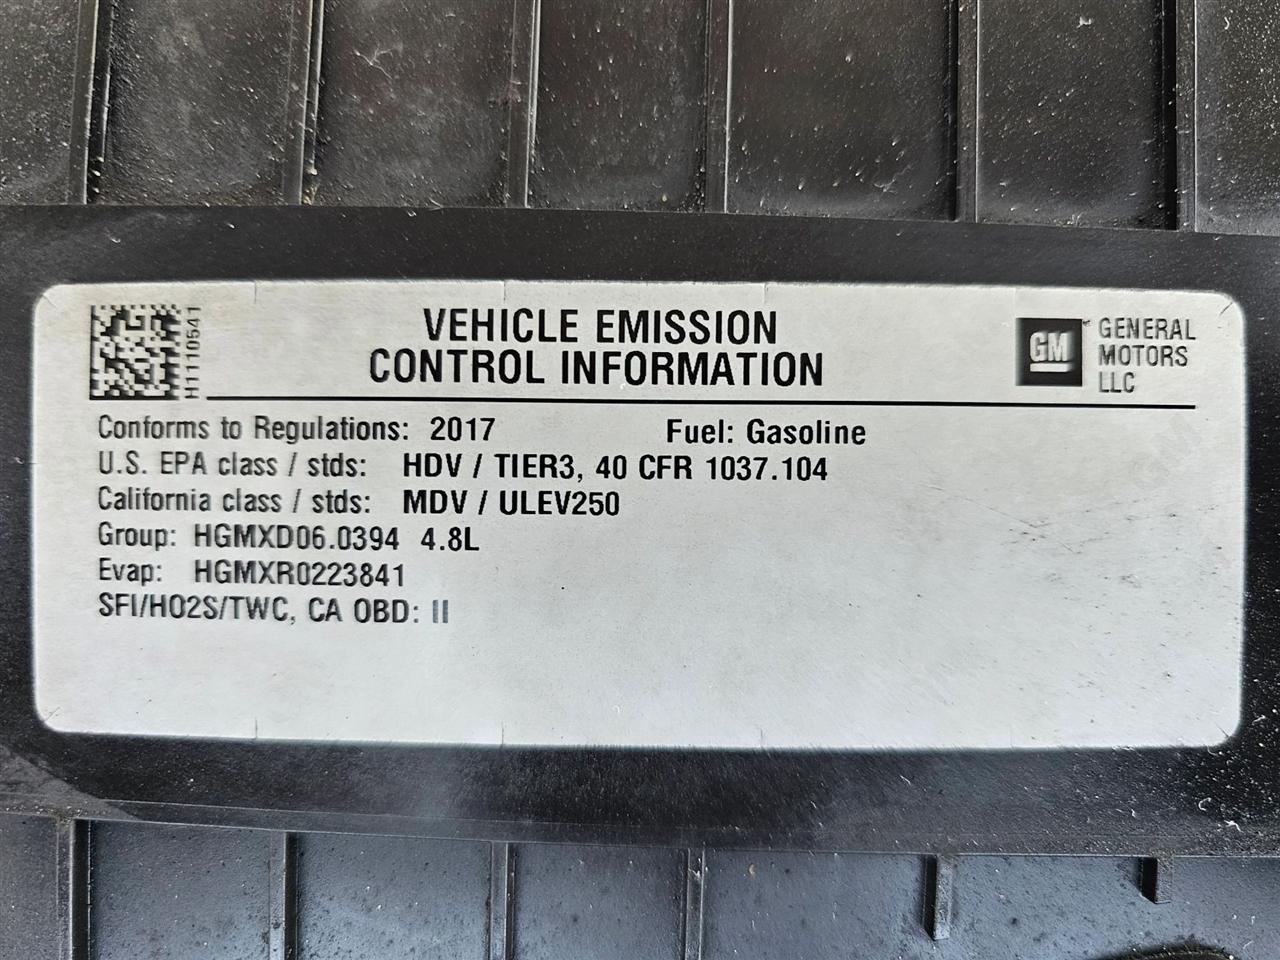 H1110541
VEHICLE EMISSION
CONTROL INFORMATION
GM
GENERAL
MOTORS
LLC
Conforms to Regulations: 2017 Fuel: Gasoline
U.S. EPA class / stds: HDV / TIER3, 40 CFR 1037.104
California class / stds: MDV / ULEV250
Group: HGMXD06.0394 4.8L
Evap: HGMXR0223841
SFI/HO2S/TWC, CA OBD: II